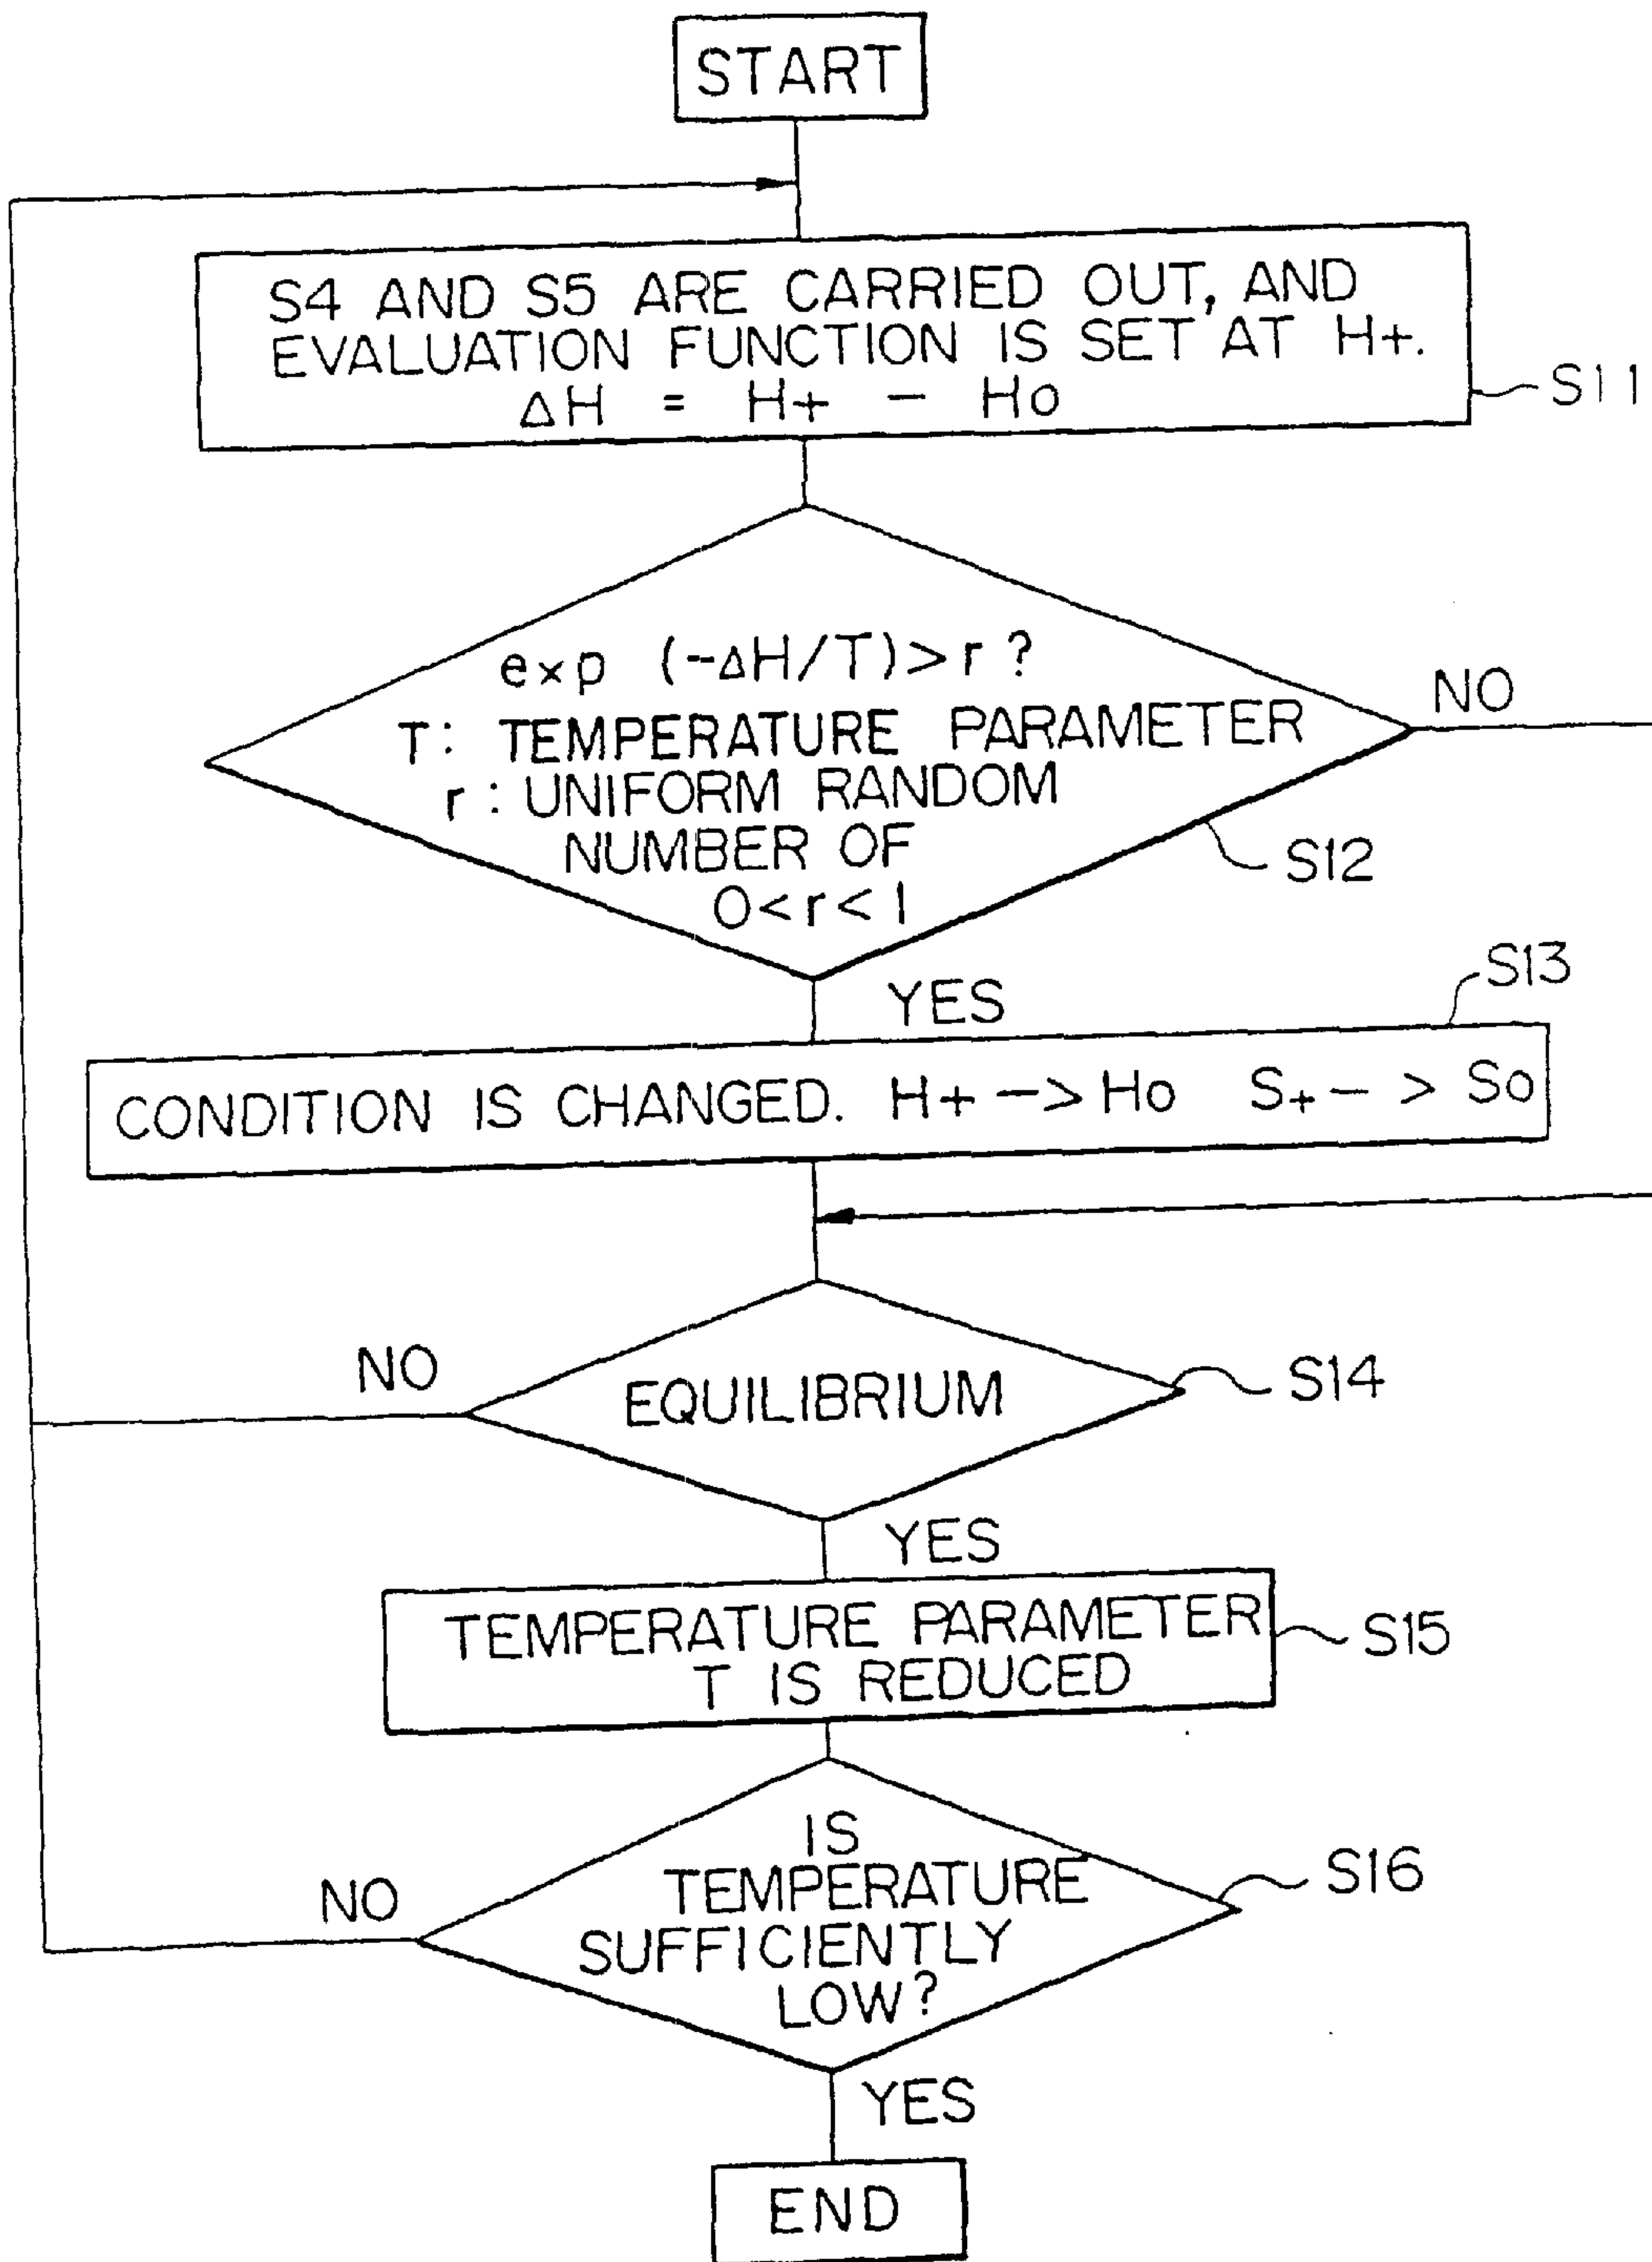 START
S4 AND S5 ARE CARRIED OUT, AND
EVALUATION FUNCTION IS SET AT H+.
ΔH = H+ − Ho
S11
exp (-ΔH/T)>r ?
NO
T: TEMPERATURE PARAMETER
r : UNIFORM RANDOM
NUMBER OF
0<r<1
S12
YES
S13
CONDITION IS CHANGED. H+ -> Ho S+ - > So
NO
EQUILIBRIUM
S14
YES
TEMPERATURE PARAMETER
T IS REDUCED
S15
IS
TEMPERATURE
SUFFICIENTLY
LOW?
NO
S16
YES
END